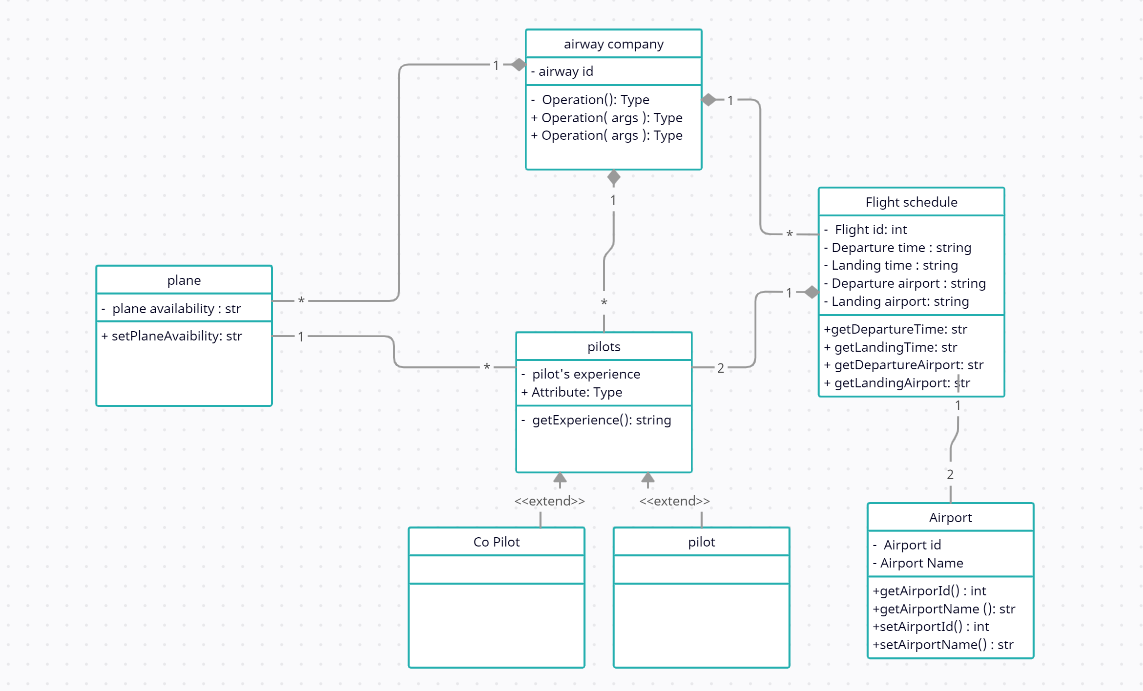 airway company
- airway id
-  Operation(): Type
+ Operation( args ): Type
+ Operation( args ): Type
1
1
1
*
Flight schedule
-  Flight id: int
- Departure time : string
- Landing time : string
- Departure airport : string
- Landing airport: string
+getDepartureTime: str
+ getLandingTime: str
+ getDepartureAirport: str
+ getLandingAirport: str
plane
-  plane availability : str
+ setPlaneAvaibility: str
*
1
*
*
1
2
pilots
-  pilot's experience
+ Attribute: Type
-  getExperience(): string
1
2
<<extend>>
<<extend>>
Co Pilot
pilot
Airport
-  Airport id
- Airport Name
+getAirporId() : int
+getAirportName (): str
+setAirportId() : int
+setAirportName() : str